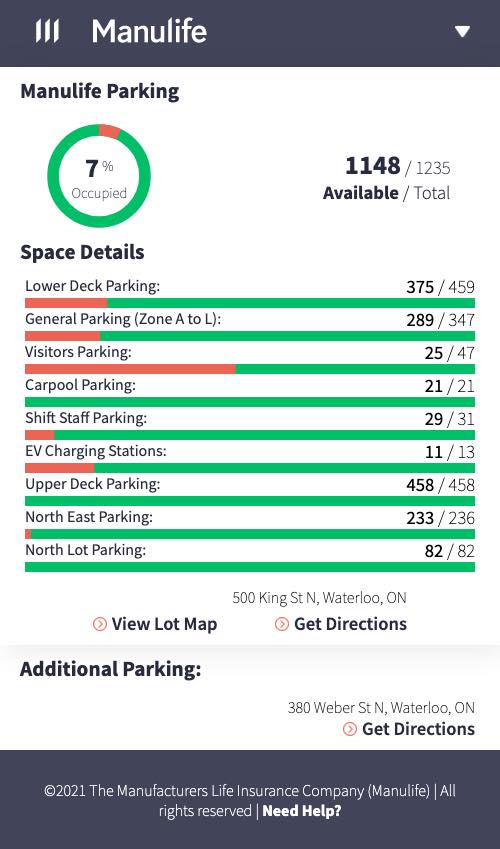 Manulife
Manulife Parking
7 %
Occupied
1148 / 1235
Available / Total
Space Details
Lower Deck Parking: 375 / 459
General Parking (Zone A to L): 289 / 347
Visitors Parking: 25 / 47
Carpool Parking: 21 / 21
Shift Staff Parking: 29 / 31
EV Charging Stations: 11 / 13
Upper Deck Parking: 458 / 458
North East Parking: 233 / 236
North Lot Parking: 82 / 82
500 King St N, Waterloo, ON
View Lot Map Get Directions
Additional Parking:
380 Weber St N, Waterloo, ON
Get Directions
©2021 The Manufacturers Life Insurance Company (Manulife) | All
rights reserved | Need Help?